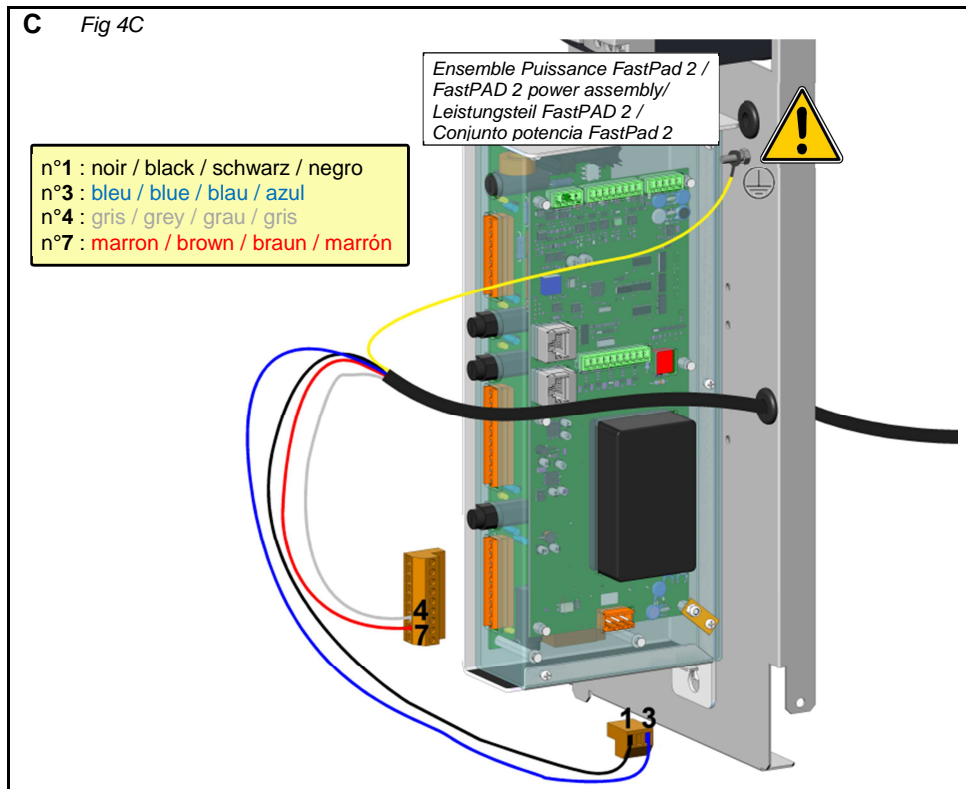 C Fig 4C
Ensemble Puissance FastPad 2 /
FastPAD 2 power assembly/
Leistungsteil FastPAD 2 /
Conjunto potencia FastPad 2
n°1 : noir / black / schwarz / negro
n°3 : bleu / blue / blau / azul
n°4 : gris / grey / grau / gris
n°7 : marron / brown / braun / marrón
4
7
1 3